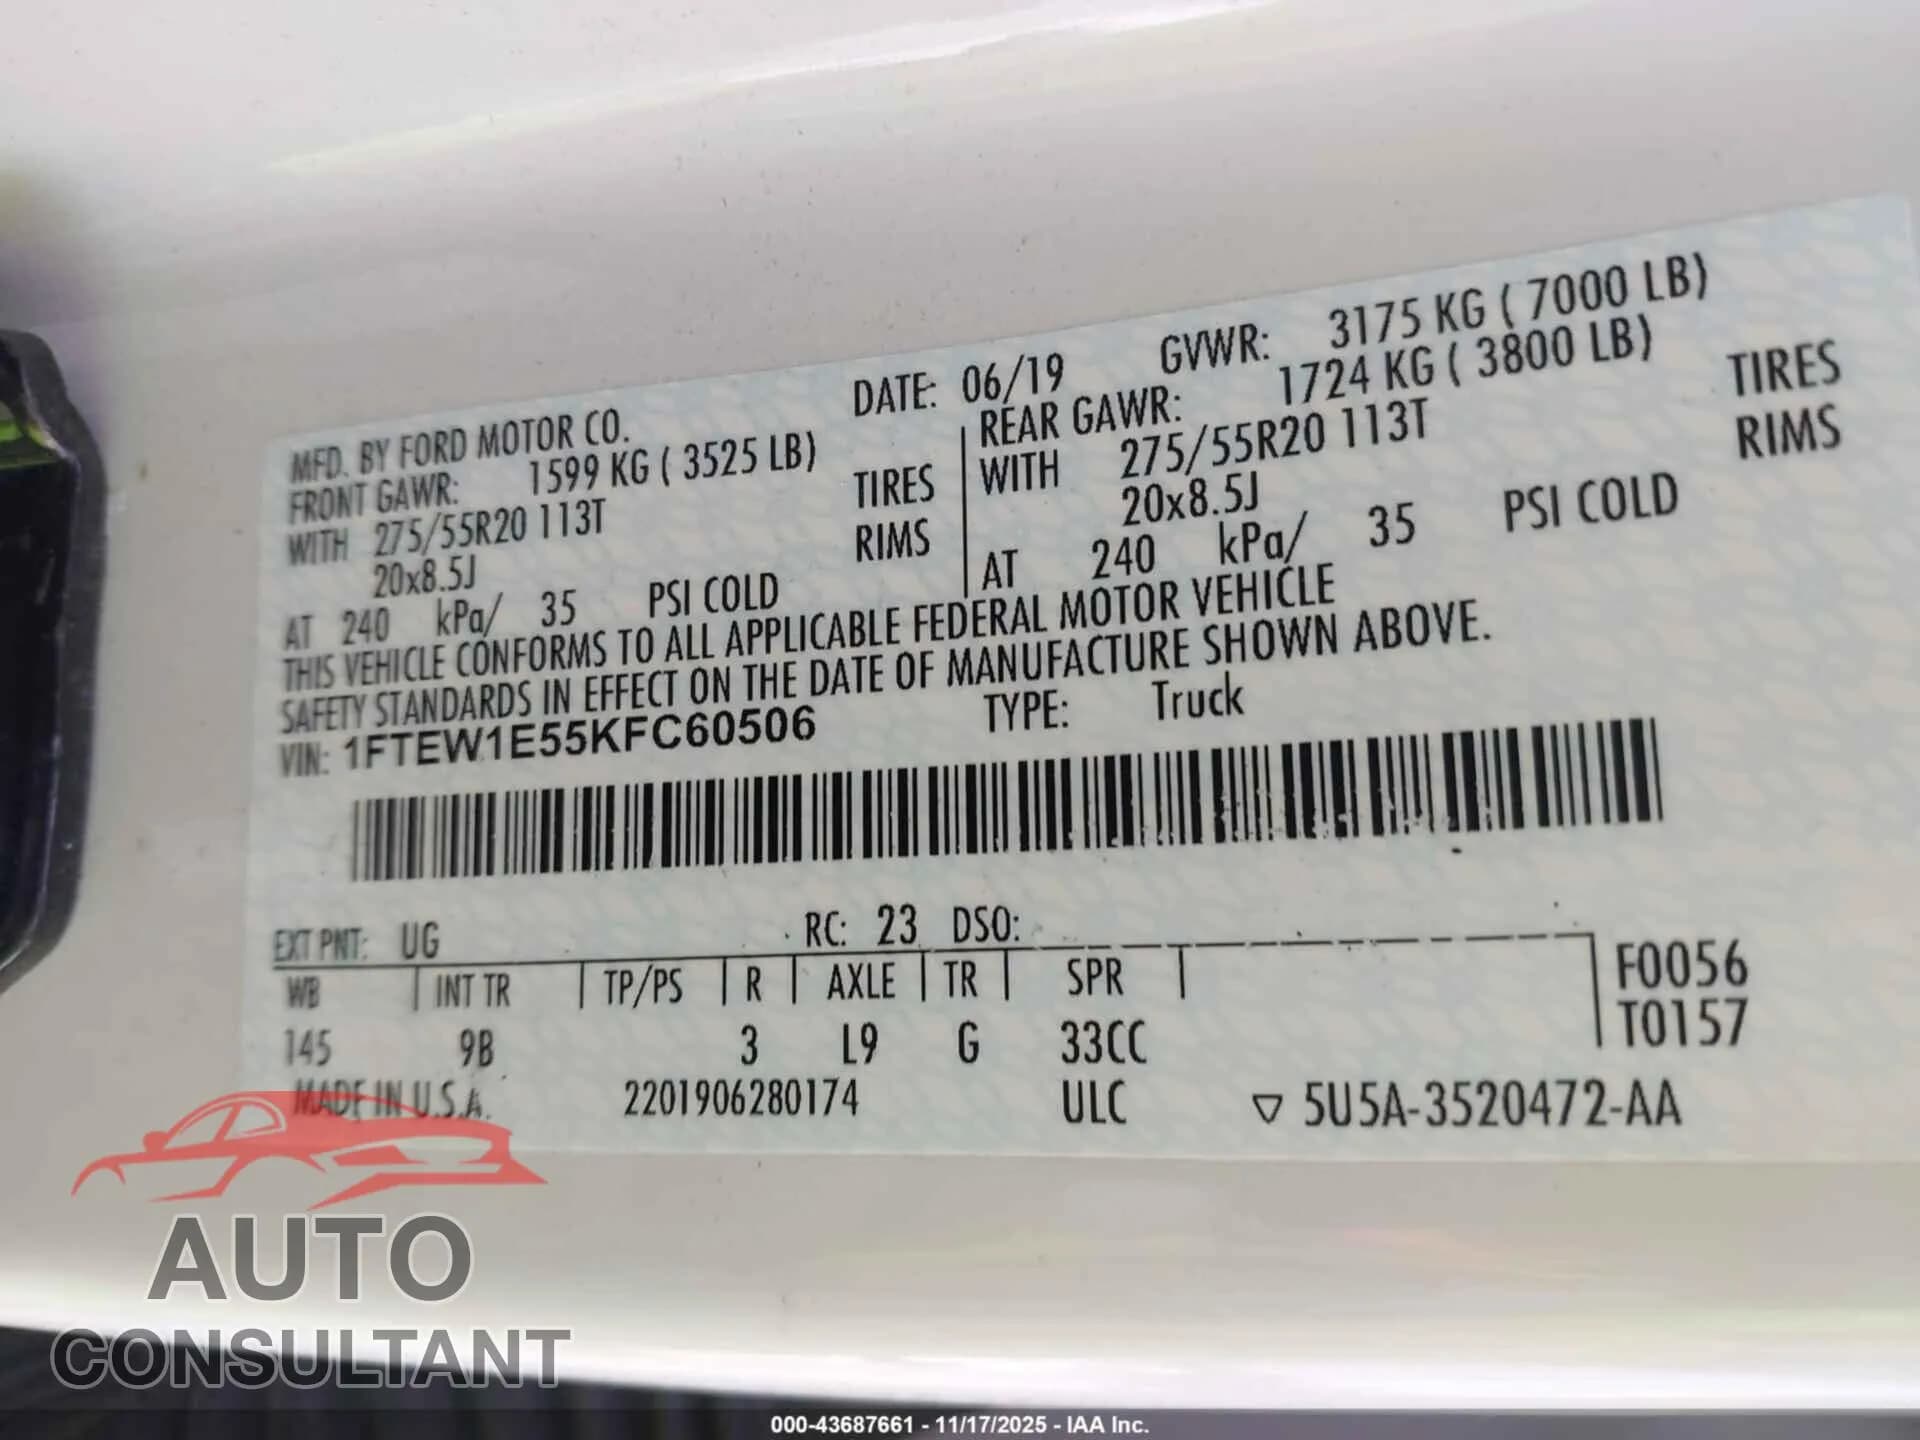 MFD. BY FORD MOTOR CO.
DATE: 06/19
GVWR: 3175 KG ( 7000 LB)
FRONT GAWR: 1599 KG ( 3525 LB)
WITH 275/55R20 113T TIRES
20x8.5J RIMS
AT 240 kPa/ 35 PSI COLD
REAR GAWR: 1724 KG ( 3800 LB)
WITH 275/55R20 113T TIRES
20x8.5J RIMS
AT 240 kPa/ 35 PSI COLD
THIS VEHICLE CONFORMS TO ALL APPLICABLE FEDERAL MOTOR VEHICLE
SAFETY STANDARDS IN EFFECT ON THE DATE OF MANUFACTURE SHOWN ABOVE.
VIN: 1FTEW1E55KFC60506 TYPE: Truck
EXT PNT: UG RC: 23 DSO:
WB INT TR TP/PS R AXLE TR SPR
145 9B 3 L9 G 33CC
F0056
T0157
MADE IN U.S.A. 2201906280174 ULC ▽ 5U5A-3520472-AA
AUTO
CONSULTANT
000-43687661 - 11/17/2025 - IAA Inc.